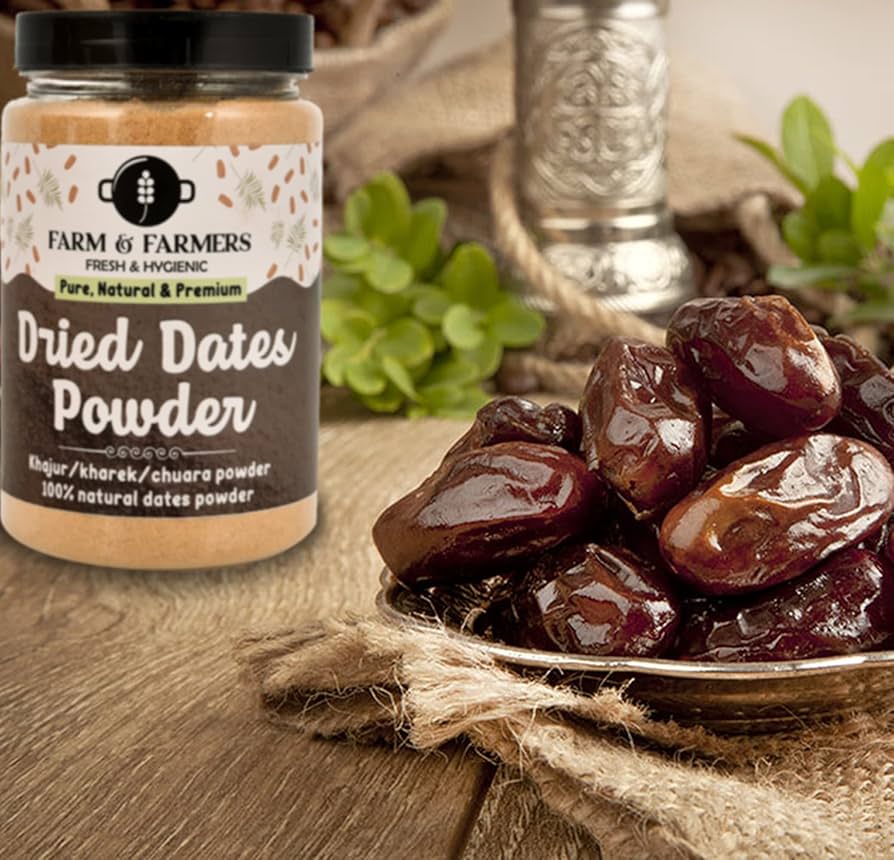 FARM & FARMERS
FRESH & HYGIENIC
Pure, Natural & Premium
Dried Dates
Powder
Khajur/kharek/chuara powder
100% natural dates powder